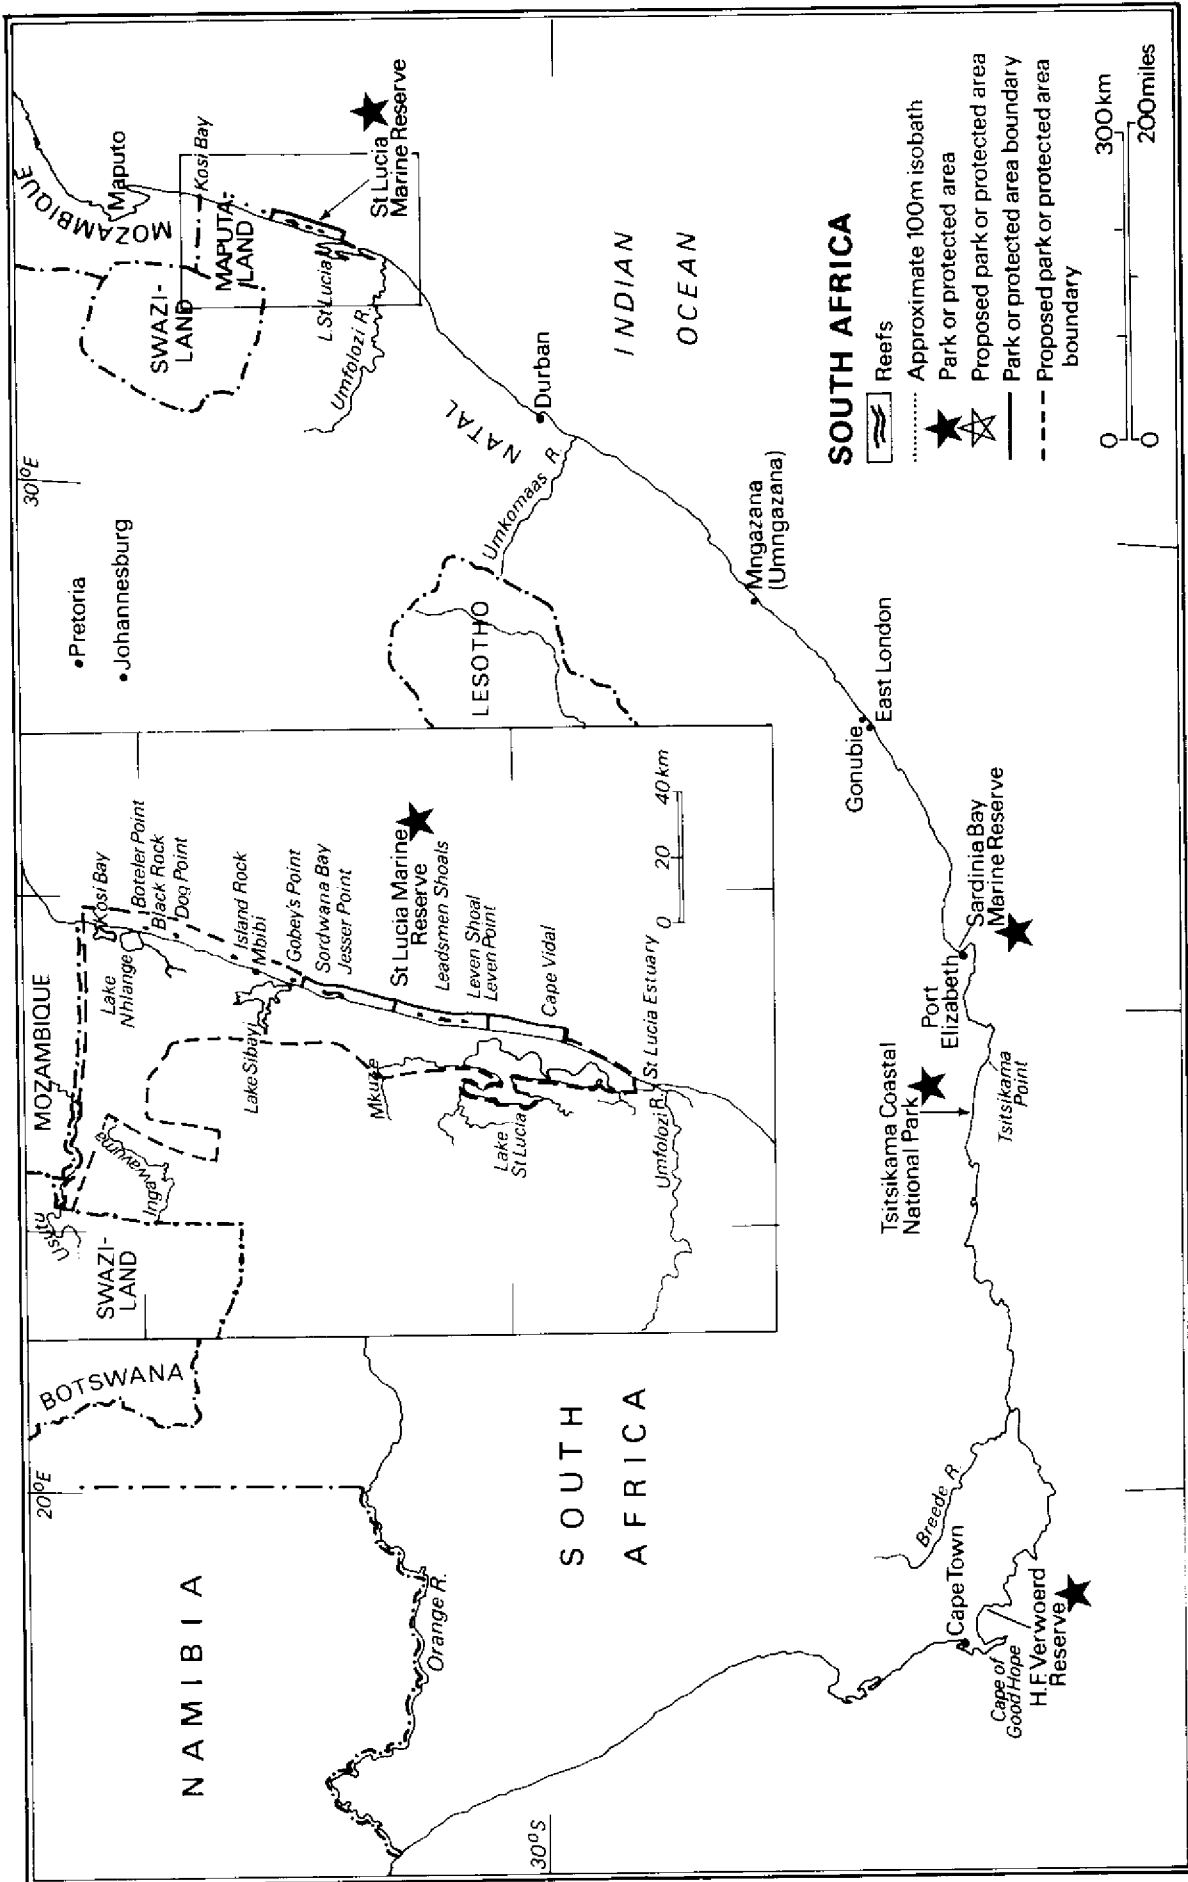 SOUTH AFRICA
Reefs
Approximate 100m isobath
Park or protected area
Proposed park or protected area
Park or protected area boundary
Proposed park or protected area
boundary
0
300km
0
200miles
20°E
30°E
30°S
NAMIBIA
BOTSWANA
SOUTH
AFRICA
Orange R.
Breede R.
Cape Town
Cape of
Good Hope
H.F. Verwoerd
Reserve
Tsitsikama Coastal
National Park
Tsitsikama
Point
Port
Elizabeth
Sardinia Bay
Marine Reserve
Gonubie
East London
Mngazana
(Umngazana)
LESOTHO
Umkomaas R.
NATAL
Durban
INDIAN
OCEAN
Pretoria
Johannesburg
SWAZI-
LAND
MOZAMBIQUE
Maputo
Kosi Bay
MAPUTA-
LAND
L.St Lucia
Umfolozi R.
St Lucia
Marine Reserve
MOZAMBIQUE
SWAZI-
LAND
Usutu
Ingwavuma
Lake
Nhlange
Kosi Bay
Boteler Point
Black Rock
Dog Point
Island Rock
Mbibi
Lake Sibayi
Gobey's Point
Sordwana Bay
Jesser Point
Mkuze
St Lucia Marine
Reserve
Leadsmen Shoals
Leven Shoal
Leven Point
Cape Vidal
Lake
St Lucia
St Lucia Estuary
Umfolozi R.
0
20
40km